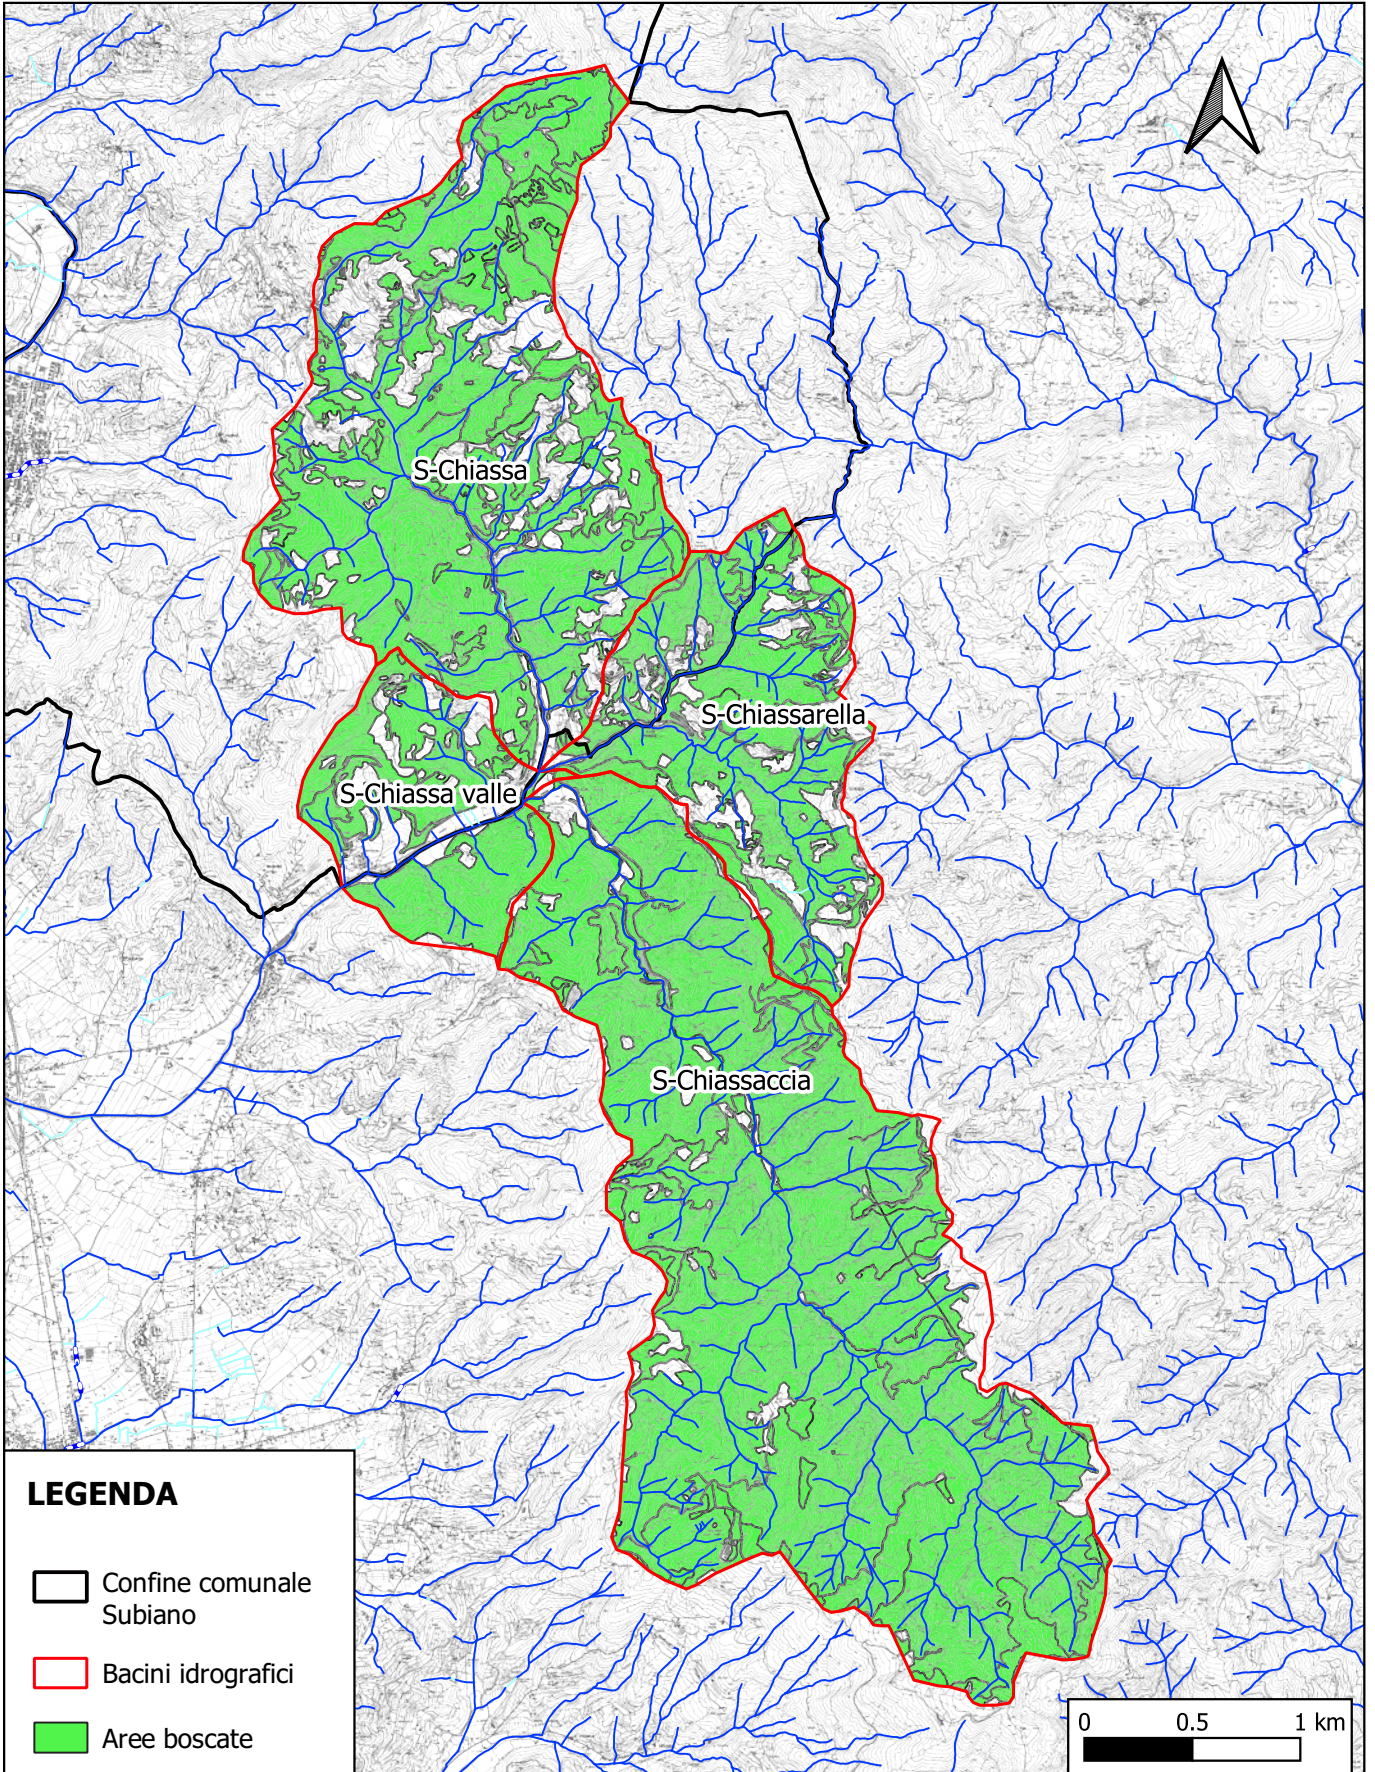 S-Chiassa
S-Chiassarella
S-Chiassa valle
S-Chiassaccia
LEGENDA
Confine comunale
Subiano
Bacini idrografici
Aree boscate
0 0.5 1 km